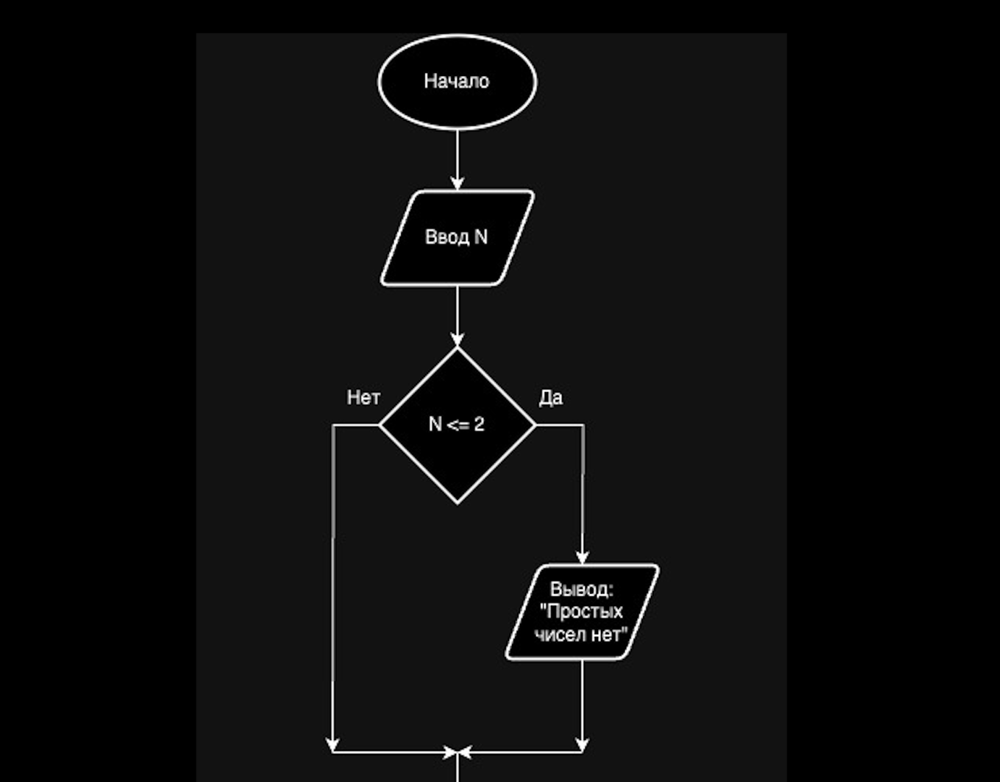 Начало
Ввод N
Нет
Да
N <= 2
Вывод:
"Простых
чисел нет"